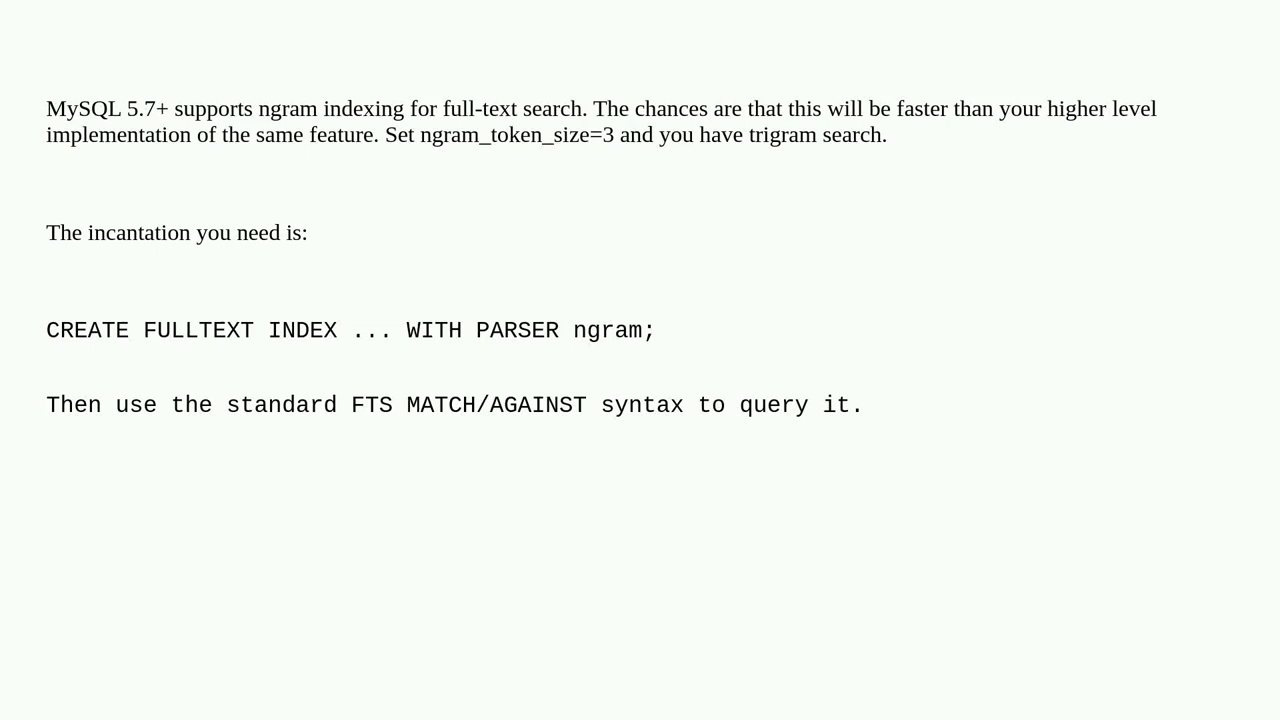 MySQL 5.7+ supports ngram indexing for full-text search. The chances are that this will be faster than your higher level
implementation of the same feature. Set ngram_token_size=3 and you have trigram search.
The incantation you need is:
CREATE FULLTEXT INDEX ... WITH PARSER ngram;
Then use the standard FTS MATCH/AGAINST syntax to query it.